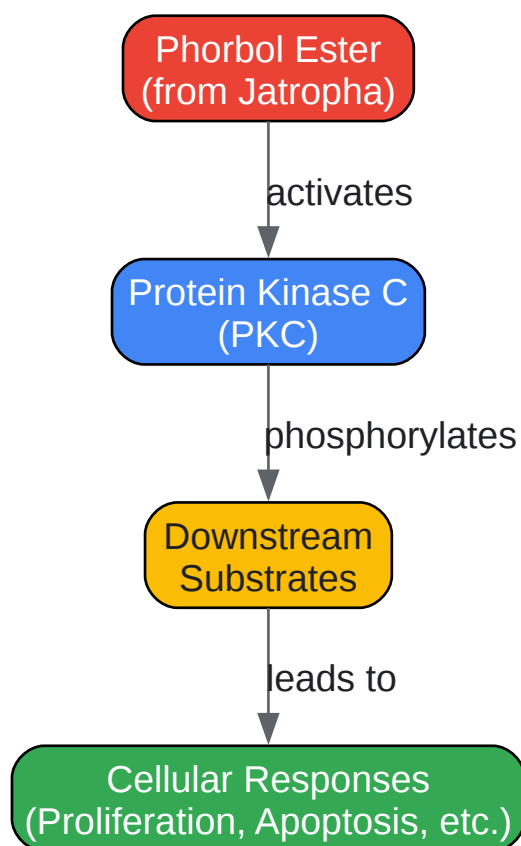 Phorbol Ester
(from Jatropha)
activates
Protein Kinase C
(PKC)
phosphorylates
Downstream
Substrates
leads to
Cellular Responses
(Proliferation, Apoptosis, etc.)